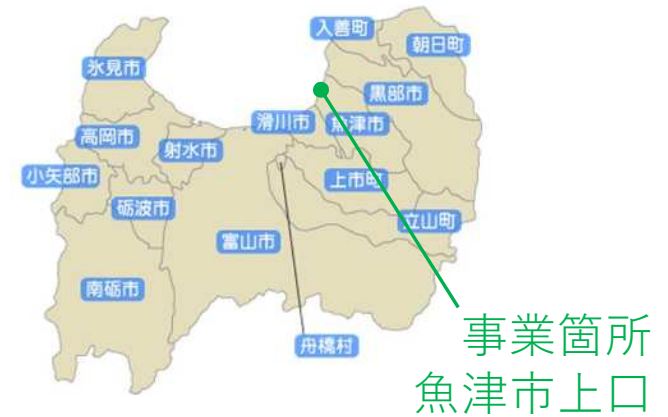 入善町
朝日町
氷見市
黒部市
滑川市
魚津市
高岡市
射水市
小矢部市
上市町
砺波市
立山町
富山市
南砺市
舟橋村
事業箇所
魚津市上口